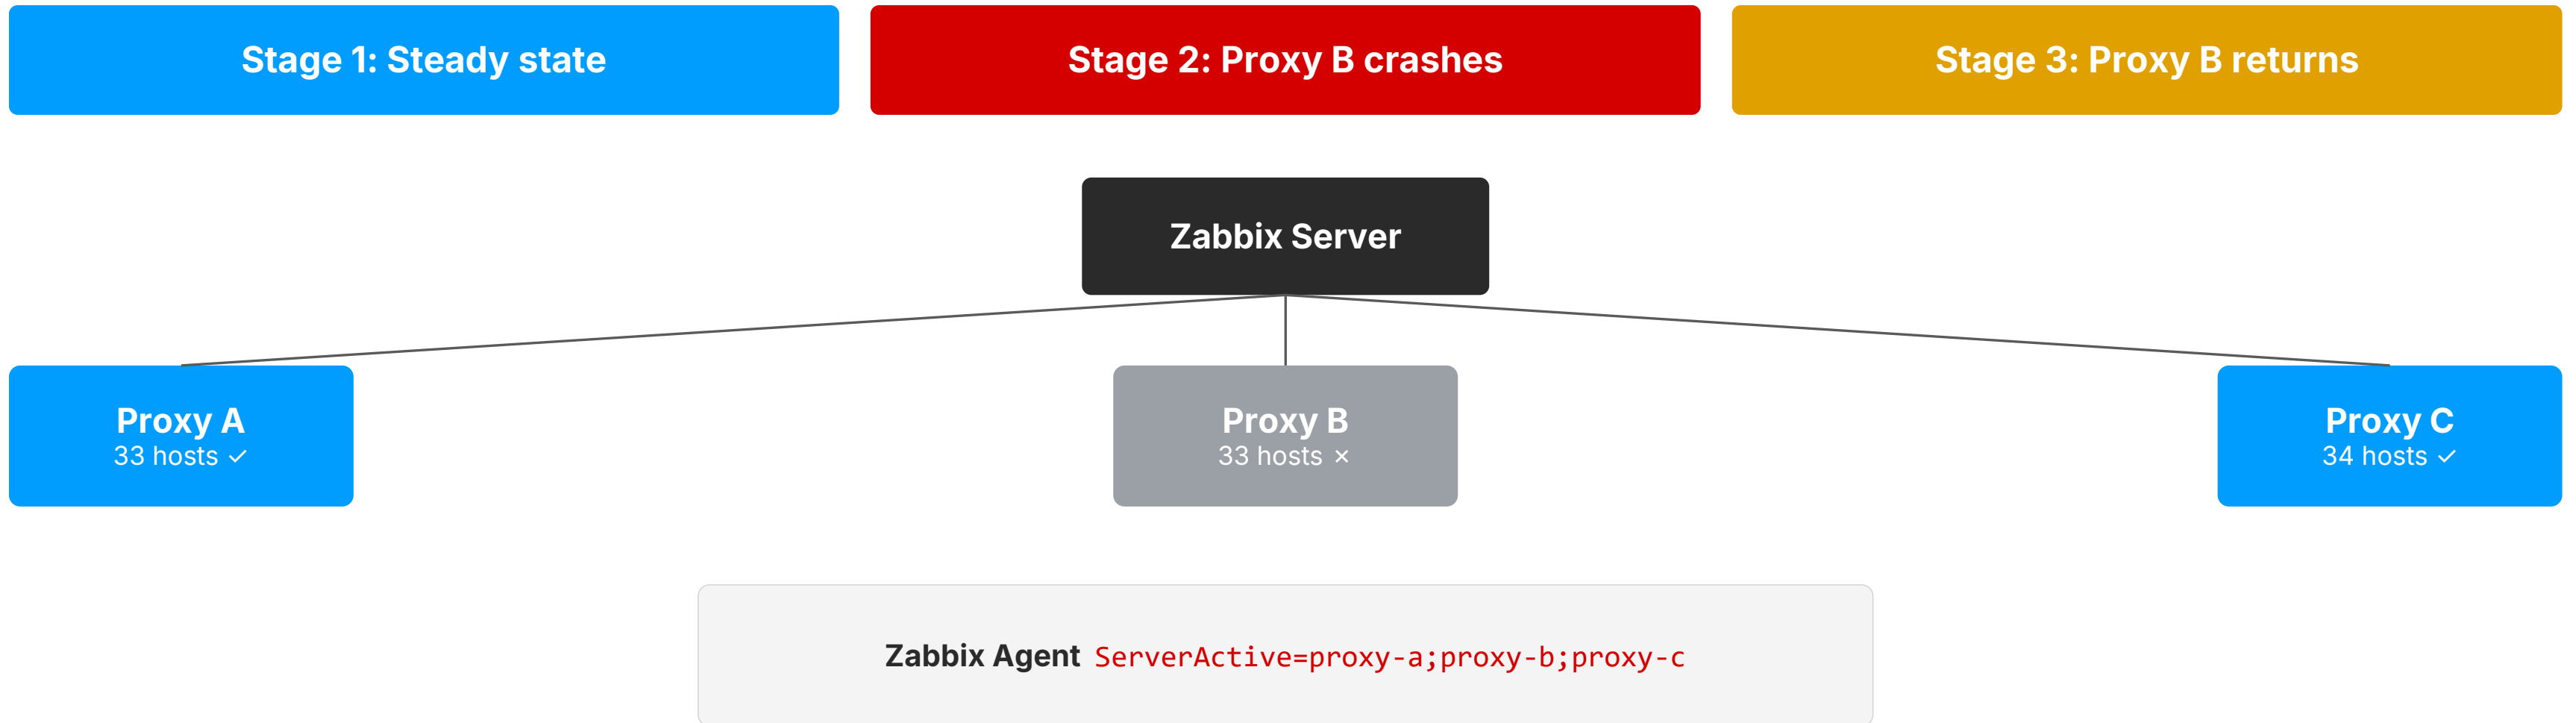 Stage 1: Steady state
Stage 2: Proxy B crashes
Stage 3: Proxy B returns
Zabbix Server
Proxy A
33 hosts ✓
Proxy B
33 hosts ×
Proxy C
34 hosts ✓
Zabbix Agent ServerActive=proxy-a;proxy-b;proxy-c